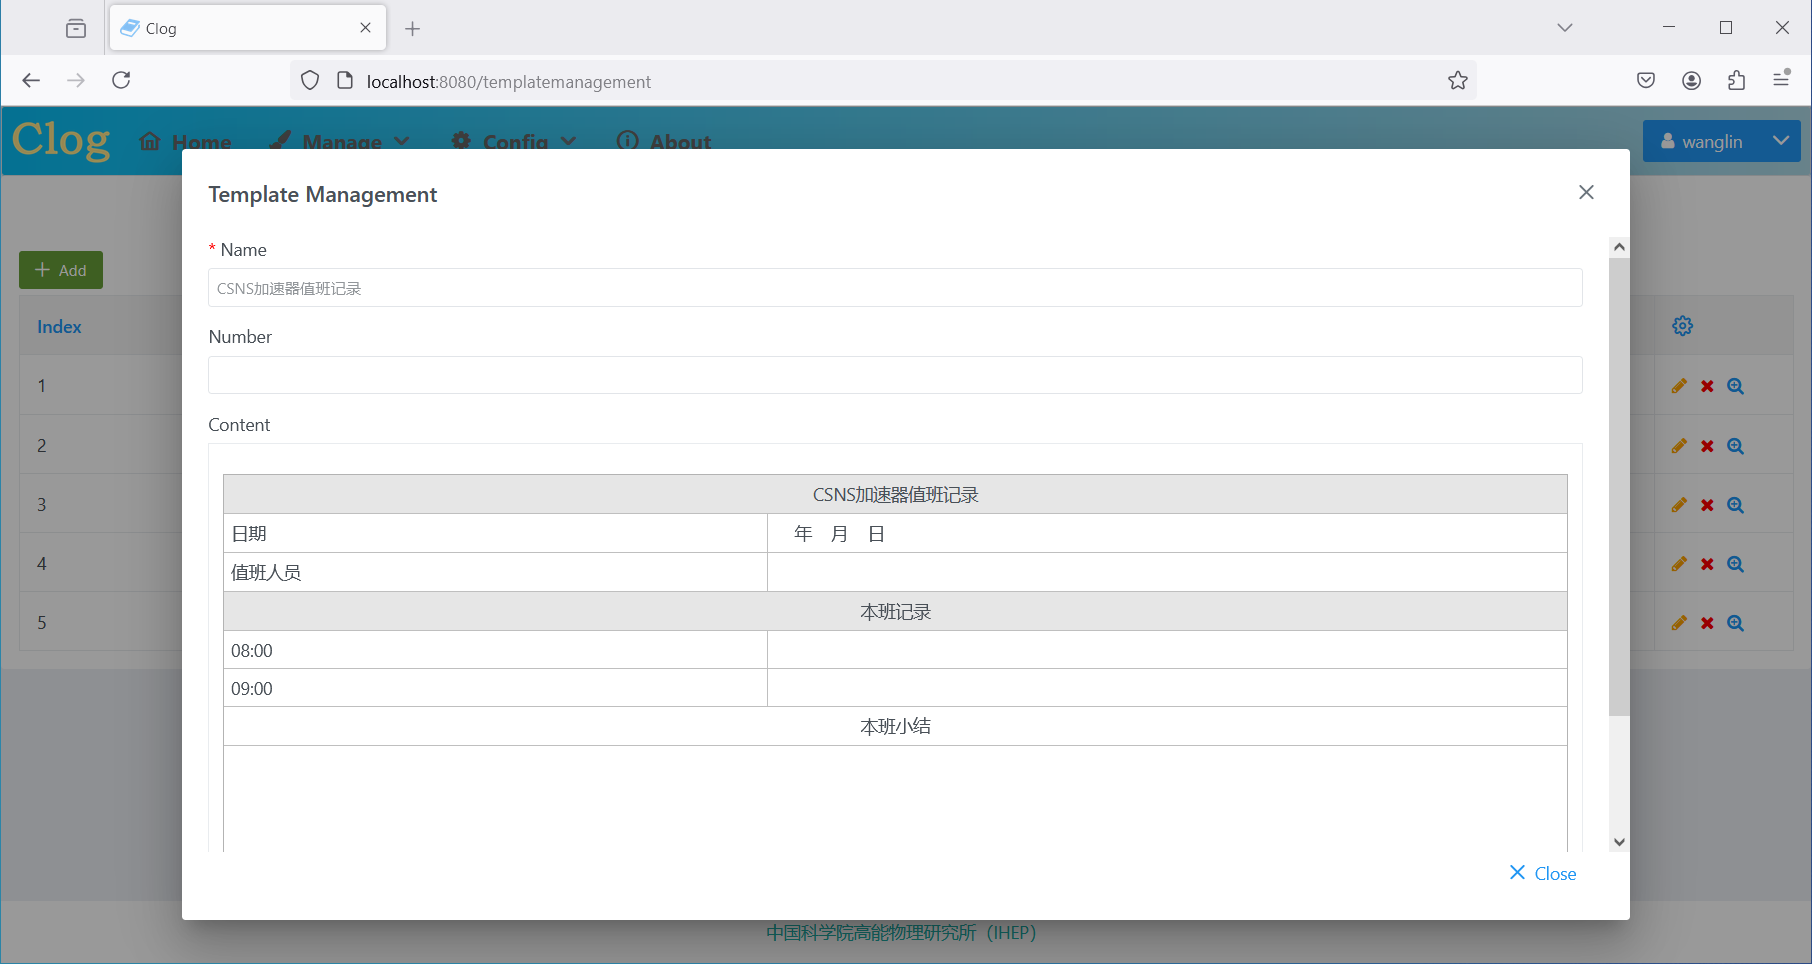 Clog
localhost:8080/templatemanagement
Clog Home Manage Config About wanglin
Template Management
* Name
Add
CSNS加速器值班记录
Index
Number
1
Content
2
CSNS加速器值班记录
3
日期 年 月 日
4
值班人员
5
本班记录
08:00
09:00
本班小结
Close
中国科学院高能物理研究所（IHEP）